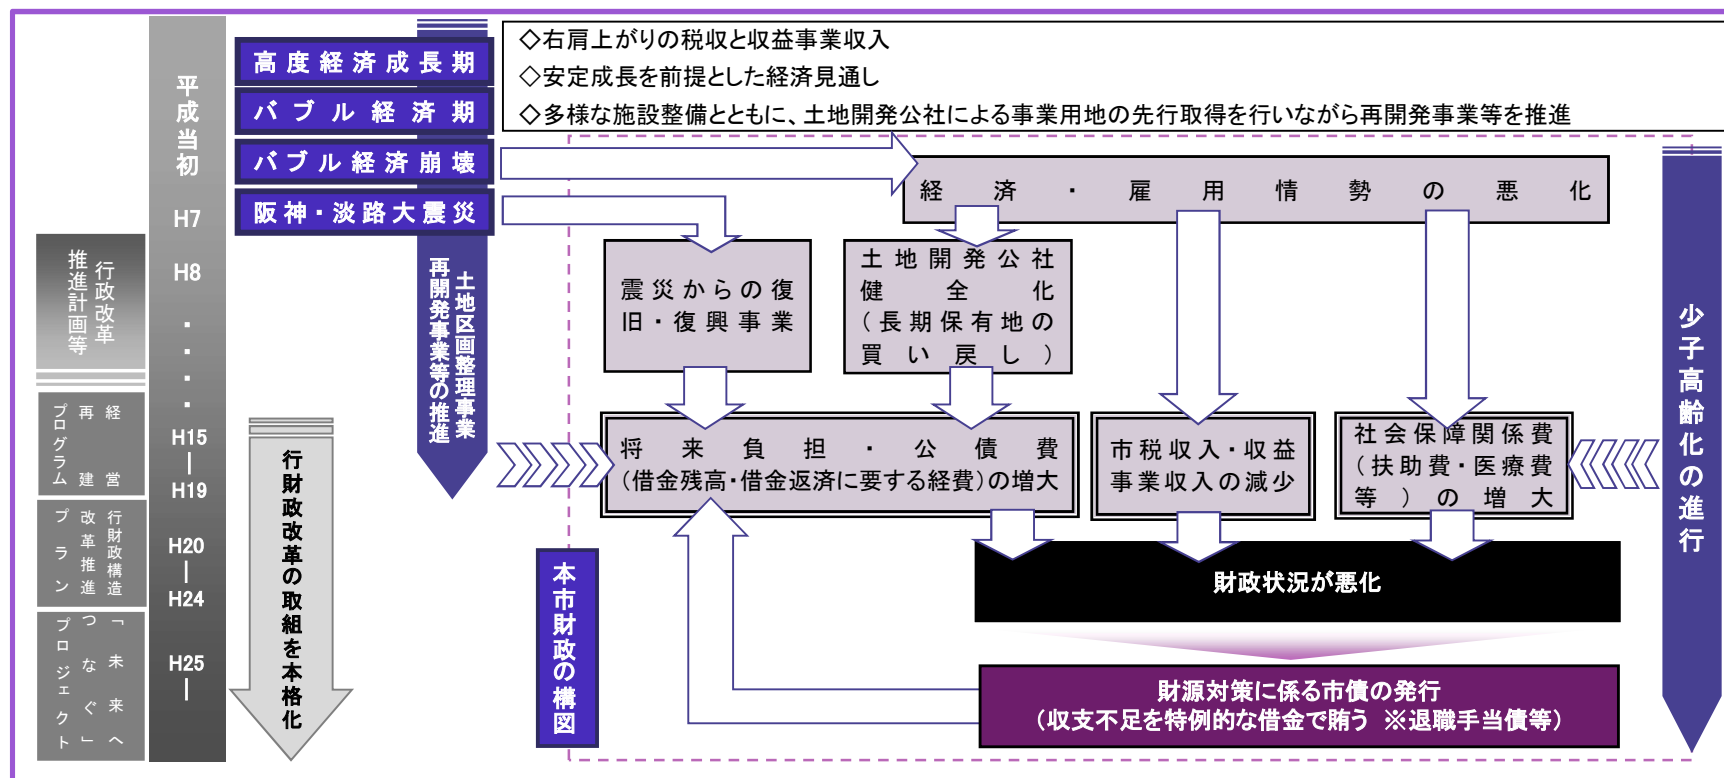 ◇右肩上がりの税収と収益事業収入
◇安定成長を前提とした経済見通し
◇多様な施設整備とともに、土地開発公社による事業用地の先行取得を行いながら再開発事業等を推進
高度経済成長期
バブル経済期
バブル経済崩壊
阪神・淡路大震災
平成当初
H7
H8
・
・
・
・
H15
|
H19
H20
|
H24
H25
|
行政改革
推進計画等
経営
再建
プログラム
行財政構造
改革推進
プラン
「未来へ
つなぐ」
プロジェクト
行財政改革の取組を本格化
土地区画整理事業
再開発事業等の推進
経済・雇用情勢の悪化
震災からの復
旧・復興事業
土地開発公社
健全化
(長期保有地の
買い戻し)
将来負担・公債費
(借金残高・借金返済に要する経費)の増大
市税収入・収益
事業収入の減少
社会保障関係費
(扶助費・医療費
等)の増大
少子高齢化の進行
本市財政の構図
財政状況が悪化
財源対策に係る市債の発行
(収支不足を特例的な借金で賄う ※退職手当債等)